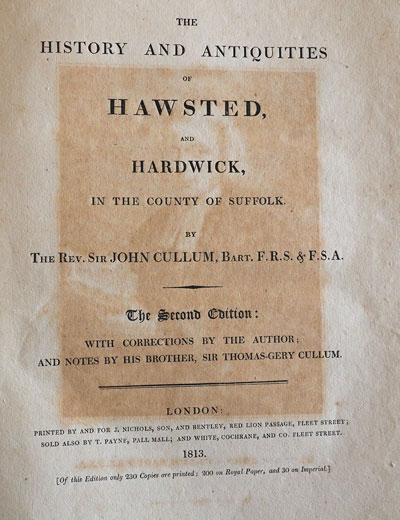 THE
HISTORY AND ANTIQUITIES
OF
HAWSTED,
AND
HARDWICK,
IN THE COUNTY OF SUFFOLK.
BY
THE REV. SIR JOHN CULLUM, BART. F.R.S. & F.S.A.
The Second Edition:
WITH CORRECTIONS BY THE AUTHOR;
AND NOTES BY HIS BROTHER, SIR THOMAS-GERY CULLUM.
LONDON:
PRINTED BY AND FOR J. NICHOLS, SON, AND BENTLEY, RED LION PASSAGE, FLEET STREET;
SOLD ALSO BY T. PAYNE, PALL MALL; AND WHITE, COCHRANE, AND CO. FLEET STREET.
1813.
[Of this Edition only 230 Copies are printed; 200 on Royal Paper, and 30 on Imperial.]